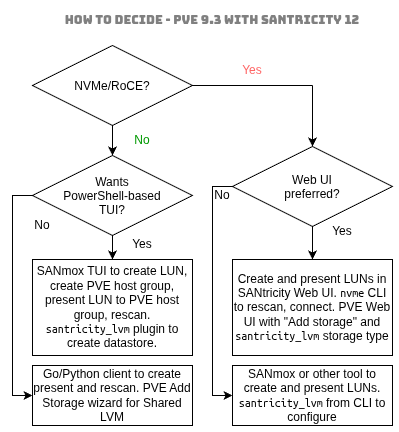 HOW TO DECIDE - PVE 9.3 WITH SANTRICITY 12
NVMe/RoCE?
Yes
No
Wants
PowerShell-based
TUI?
Web UI
preferred?
No
No
Yes
Yes
SANmox TUI to create LUN,
create PVE host group,
present LUN to PVE host
group, rescan.
santricity_lvm plugin to
create datastore.
Create and present LUNs in
SANtricity Web UI. nvme CLI
to rescan, connect. PVE Web
UI with "Add storage" and
santricity_lvm storage type
Go/Python client to create
present and rescan. PVE Add
Storage wizard for Shared
LVM
SANmox or other tool to
create and present LUNs.
santricity_lvm from CLI to
configure